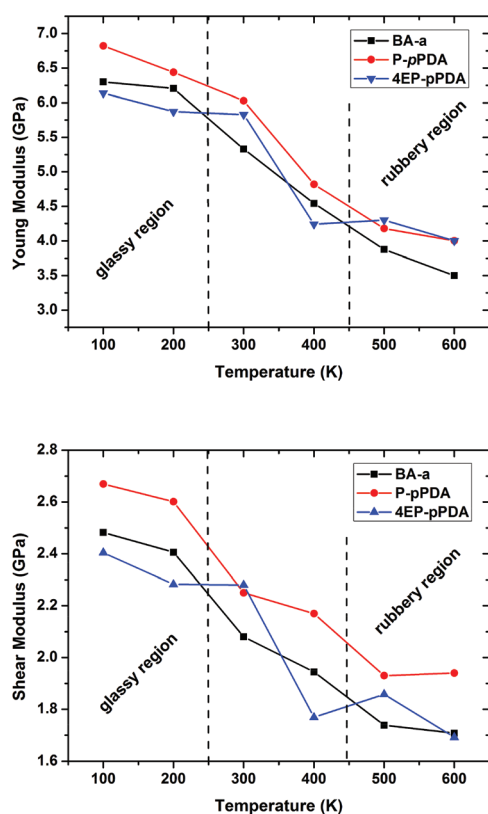 7.0
6.5
6.0
5.5
5.0
4.5
4.0
3.5
3.0
Young Modulus (GPa)
BA-a
P-pPDA
4EP-pPDA
glassy region
rubbery region
100 200 300 400 500 600
Temperature (K)
2.8
2.6
2.4
2.2
2.0
1.8
1.6
Shear Modulus (GPa)
BA-a
P-pPDA
4EP-pPDA
glassy region
rubbery region
100 200 300 400 500 600
Temperature (K)